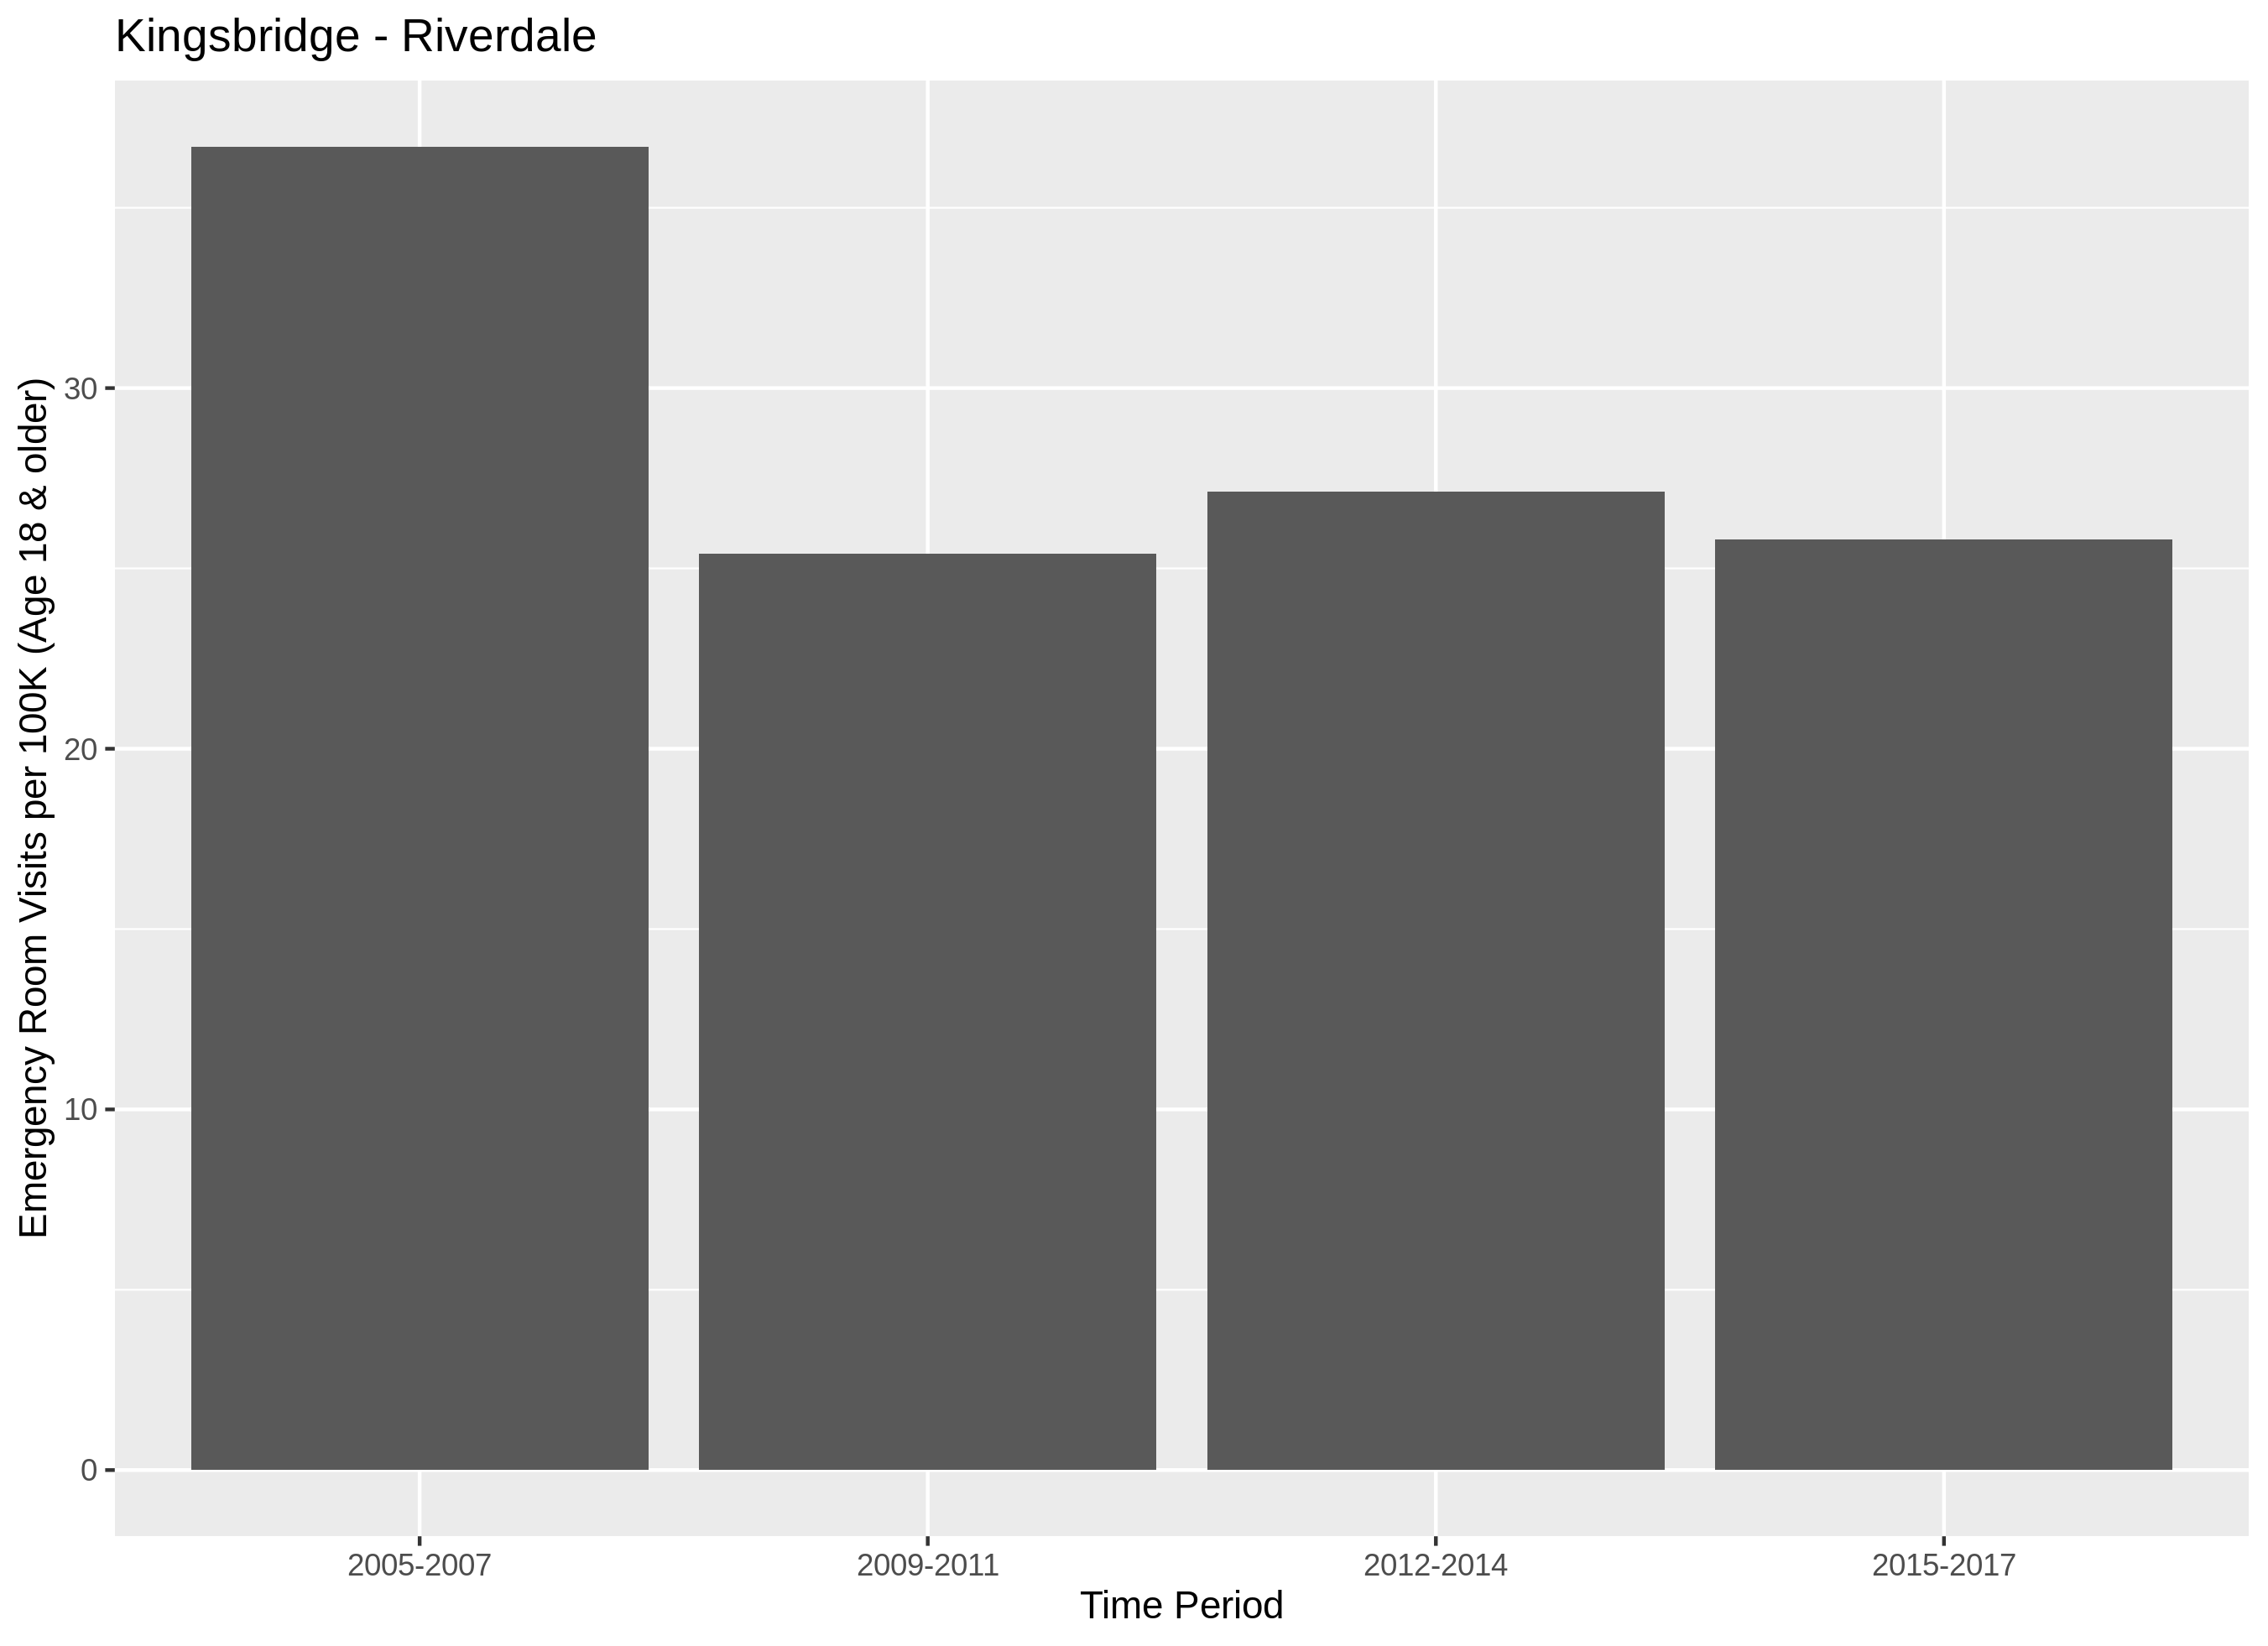 Kingsbridge - Riverdale
Emergency Room Visits per 100K (Age 18 & older)
30
20
10
0
2005-2007
2009-2011
2012-2014
2015-2017
Time Period